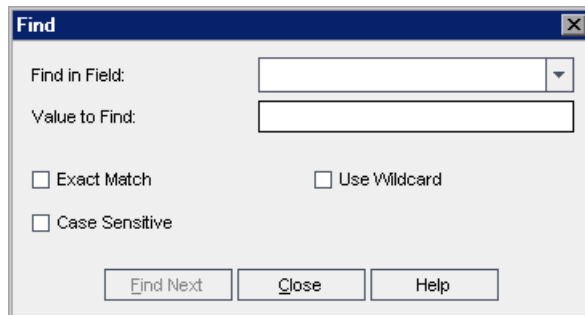 Find
Find in Field:
Value to Find:
Exact Match Use Wildcard
Case Sensitive
Find Next Close Help